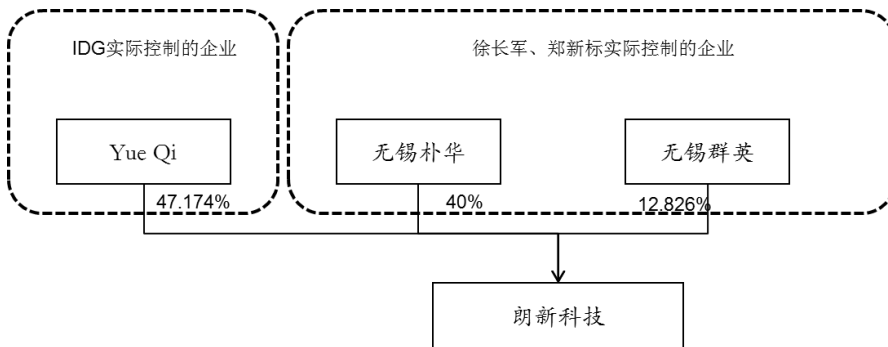 IDG实际控制的企业
徐长军、郑新标实际控制的企业
Yue Qi
无锡朴华
无锡群英
47.174%
40%
12.826%
朗新科技